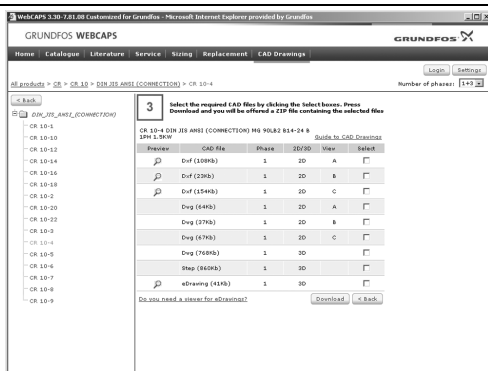 WebCAPS 3.30-7.81.08 Customized for Grundfos - Microsoft Internet Explorer provided by Grundfos
GRUNDFOS WEBCAPS
GRUNDFOS
Home Catalogue Literature Service Sizing Replacement CAD Drawings
Login Settings
All products > CR > CR 10 > DIN JIS ANSI (CONNECTION) > CR 10-4
Number of phases: 1+3
< Back
DIN_JIS_ANSI_(CONNECTION)
CR 10-1
CR 10-10
CR 10-12
CR 10-14
CR 10-16
CR 10-18
CR 10-2
CR 10-20
CR 10-22
CR 10-3
CR 10-4
CR 10-5
CR 10-6
CR 10-7
CR 10-8
CR 10-9
3
Select the required CAD files by clicking the Select boxes. Press
Download and you will be offered a ZIP file containing the selected files
CR 10-4 DIN JIS ANSI (CONNECTION) MG 90LB2 B14-24 B
1PH 1.5KW
Guide to CAD Drawings
Preview CAD file Phase 2D/3D View Select
Dxf (108Kb) 1 2D A
Dxf (23Kb) 1 2D B
Dxf (154Kb) 1 2D C
Dwg (64Kb) 1 2D A
Dwg (37Kb) 1 2D B
Dwg (67Kb) 1 2D C
Dwg (768Kb) 1 3D
Step (860Kb) 1 3D
eDrawing (41Kb) 1 3D
Do you need a viewer for eDrawings?
Download < Back